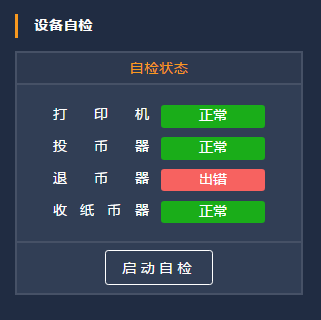 设备自检
自检状态
打印机 正常
投币器 正常
退币器 出错
收纸币器 正常
启动自检